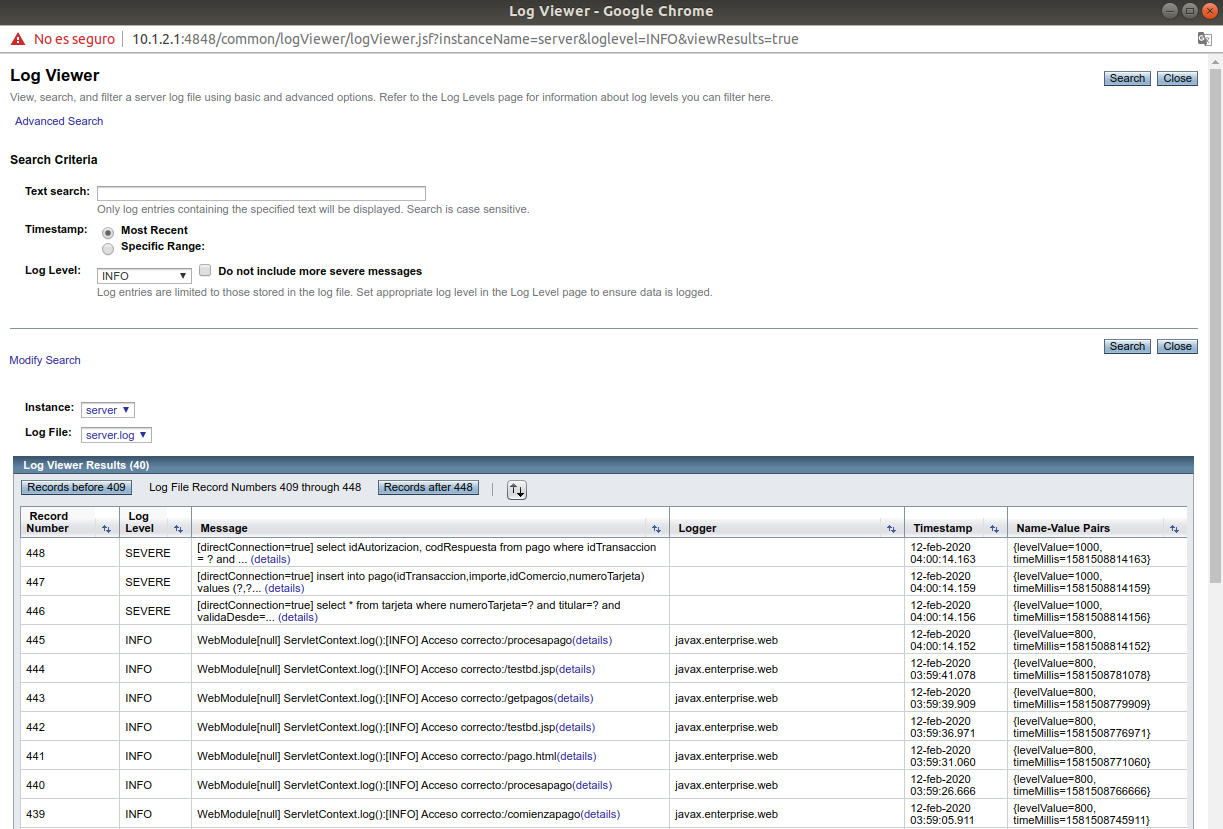 Log Viewer - Google Chrome
No es seguro 10.1.2.1:4848/common/logViewer/logViewer.jsf?instanceName=server&loglevel=INFO&viewResults=true
Log Viewer
Search Close
View, search, and filter a server log file using basic and advanced options. Refer to the Log Levels page for information about log levels you can filter here.
Advanced Search
Search Criteria
Text search:
Only log entries containing the specified text will be displayed. Search is case sensitive.
Timestamp: Most Recent
Specific Range:
Log Level: INFO Do not include more severe messages
Log entries are limited to those stored in the log file. Set appropriate log level in the Log Level page to ensure data is logged.
Search Close
Modify Search
Instance: server
Log File: server.log
Log Viewer Results (40)
Records before 409 Log File Record Numbers 409 through 448 Records after 448
Record Number Log Level Message Logger Timestamp Name-Value Pairs
448 SEVERE [directConnection=true] select idAutorizacion, codRespuesta from pago where idTransaccion 12-feb-2020 {levelValue=1000,
= ? and ... (details) 04:00:14.163 timeMillis=1581508814163}
447 SEVERE [directConnection=true] insert into pago(idTransaccion,importe,idComercio,numeroTarjeta) 12-feb-2020 {levelValue=1000,
values (?,?... (details) 04:00:14.159 timeMillis=1581508814159}
446 SEVERE [directConnection=true] select * from tarjeta where numeroTarjeta=? and titular=? and 12-feb-2020 {levelValue=1000,
validaDesde=... (details) 04:00:14.156 timeMillis=1581508814156}
445 INFO WebModule[null] ServletContext.log():[INFO] Acceso correcto:/procesapago(details) javax.enterprise.web 12-feb-2020 {levelValue=800,
04:00:14.152 timeMillis=1581508814152}
444 INFO WebModule[null] ServletContext.log():[INFO] Acceso correcto:/testbd.jsp(details) javax.enterprise.web 12-feb-2020 {levelValue=800,
03:59:41.078 timeMillis=1581508781078}
443 INFO WebModule[null] ServletContext.log():[INFO] Acceso correcto:/getpagos(details) javax.enterprise.web 12-feb-2020 {levelValue=800,
03:59:39.909 timeMillis=1581508779909}
442 INFO WebModule[null] ServletContext.log():[INFO] Acceso correcto:/testbd.jsp(details) javax.enterprise.web 12-feb-2020 {levelValue=800,
03:59:36.971 timeMillis=1581508776971}
441 INFO WebModule[null] ServletContext.log():[INFO] Acceso correcto:/pago.html(details) javax.enterprise.web 12-feb-2020 {levelValue=800,
03:59:31.060 timeMillis=1581508771060}
440 INFO WebModule[null] ServletContext.log():[INFO] Acceso correcto:/procesapago(details) javax.enterprise.web 12-feb-2020 {levelValue=800,
03:59:26.666 timeMillis=1581508766666}
439 INFO WebModule[null] ServletContext.log():[INFO] Acceso correcto:/comienzapago(details) javax.enterprise.web 12-feb-2020 {levelValue=800,
03:59:05.911 timeMillis=1581508745911}